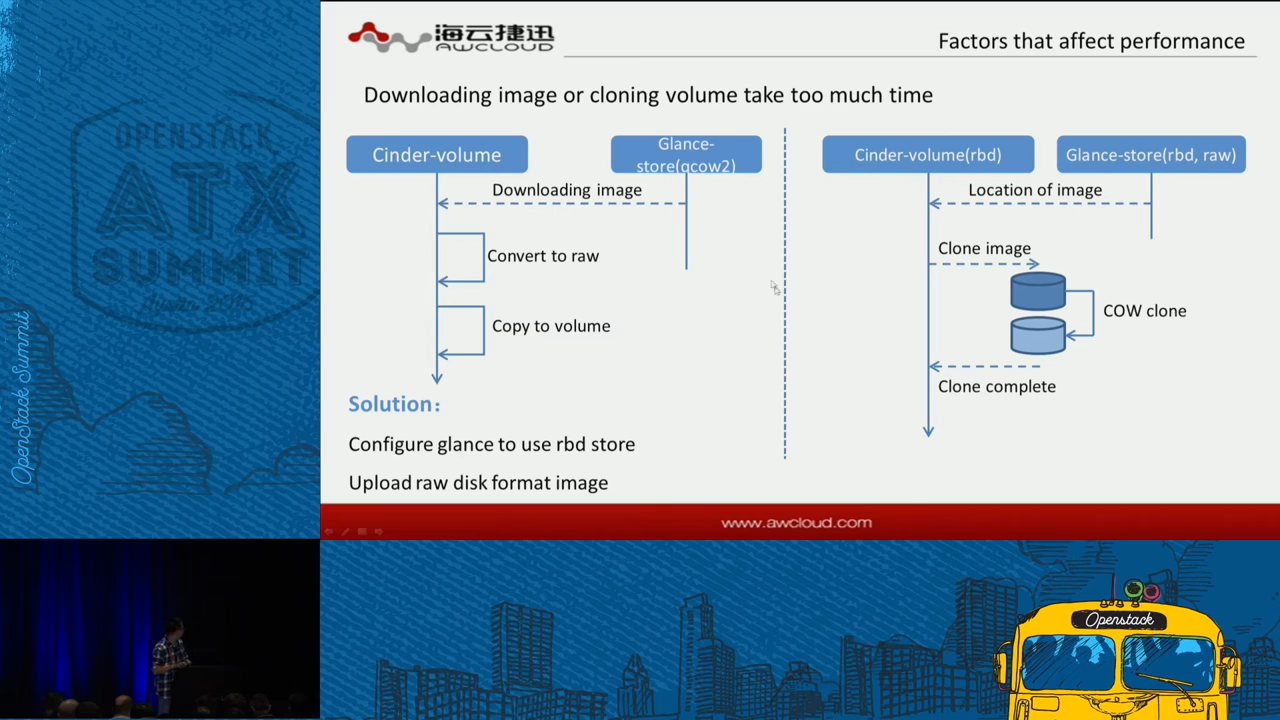 OPENSTACK
ATX
SUMMIT
Austin
OpenStack Summit
海云捷迅
AWCLOUD
Factors that affect performance
Downloading image or cloning volume take too much time
Cinder-volume
Glance-
store(qcow2)
Downloading image
Convert to raw
Copy to volume
Cinder-volume(rbd)
Glance-store(rbd, raw)
Location of image
Clone image
COW clone
Clone complete
Solution：
Configure glance to use rbd store
Upload raw disk format image
www.awcloud.com
Openstack